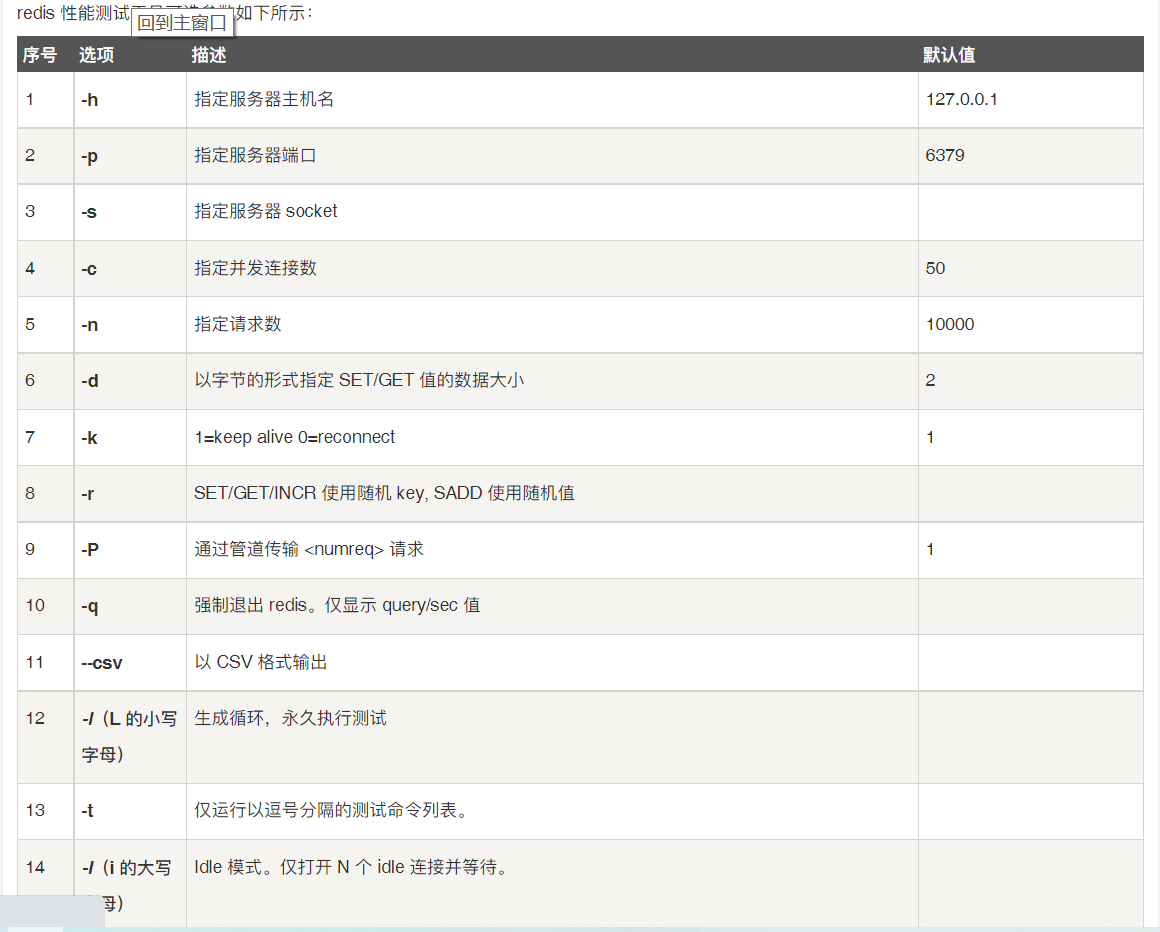 redis 性能测试 如下所示：
回到主窗口
序号 选项 描述 默认值
1 -h 指定服务器主机名 127.0.0.1
2 -p 指定服务器端口 6379
3 -s 指定服务器 socket
4 -c 指定并发连接数 50
5 -n 指定请求数 10000
6 -d 以字节的形式指定 SET/GET 值的数据大小 2
7 -k 1=keep alive 0=reconnect 1
8 -r SET/GET/INCR 使用随机 key, SADD 使用随机值
9 -P 通过管道传输 <numreq> 请求 1
10 -q 强制退出 redis。仅显示 query/sec 值
11 --csv 以 CSV 格式输出
12 -l（L 的小写 生成循环，永久执行测试
字母）
13 -t 仅运行以逗号分隔的测试命令列表。
14 -I（i 的大写 Idle 模式。仅打开 N 个 idle 连接并等待。
母）